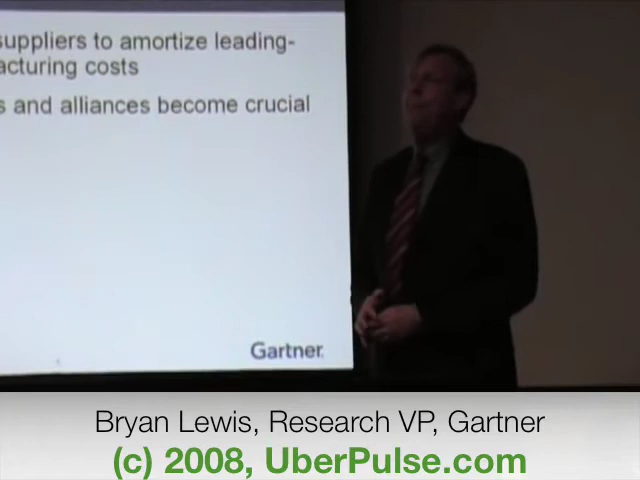 suppliers to amortize leading-
acturing costs
s and alliances become crucial
Gartner.
Bryan Lewis, Research VP, Gartner
(c) 2008, UberPulse.com